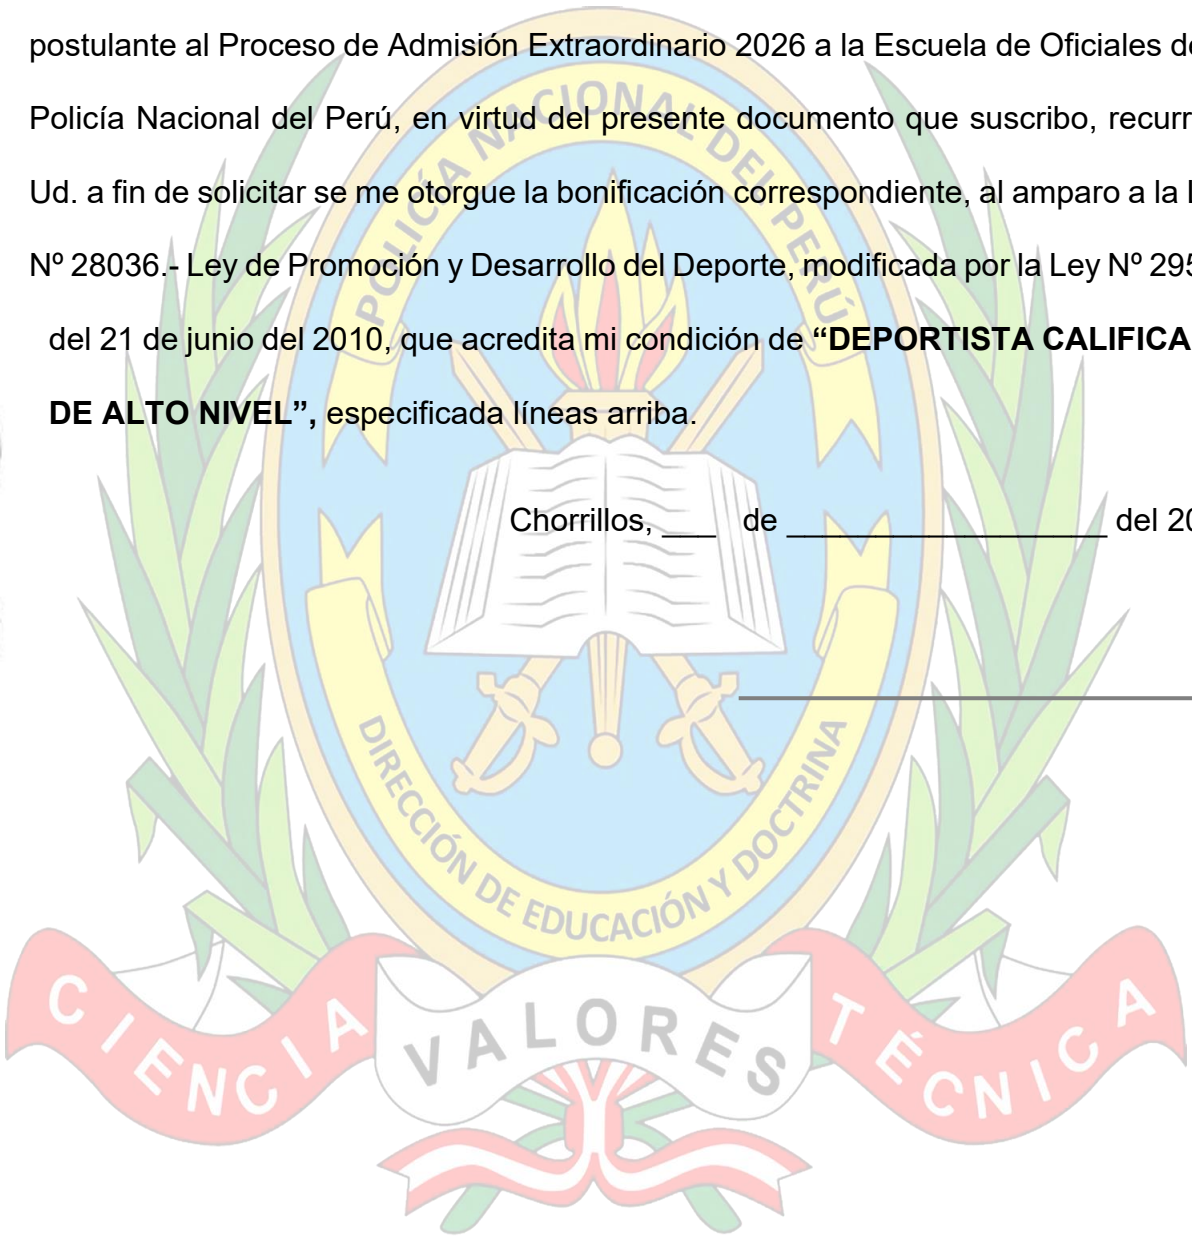 postulante al Proceso de Admisión Extraordinario 2026 a la Escuela de Oficiales de
Policía Nacional del Perú, en virtud del presente documento que suscribo, recurr
Ud. a fin de solicitar se me otorgue la bonificación correspondiente, al amparo a la
Nº 28036.- Ley de Promoción y Desarrollo del Deporte, modificada por la Ley Nº 295
del 21 de junio del 2010, que acredita mi condición de “DEPORTISTA CALIFICA
DE ALTO NIVEL”, especificada líneas arriba.
Chorrillos, ___ de __________________ del 20
POLICÍA NACIONAL DEL PERÚ
DIRECCIÓN DE EDUCACIÓN Y DOCTRINA
CIENCIA VALORES TÉCNICA